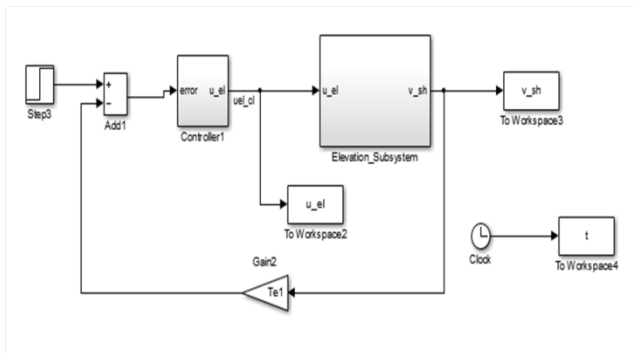 Step3
+
−
Add1
error
u_el
Controller1
uel_cl
u_el
v_sh
Elevation_Subsystem
v_sh
To Workspace3
u_el
To Workspace2
Clock
t
To Workspace4
Gain2
Te1